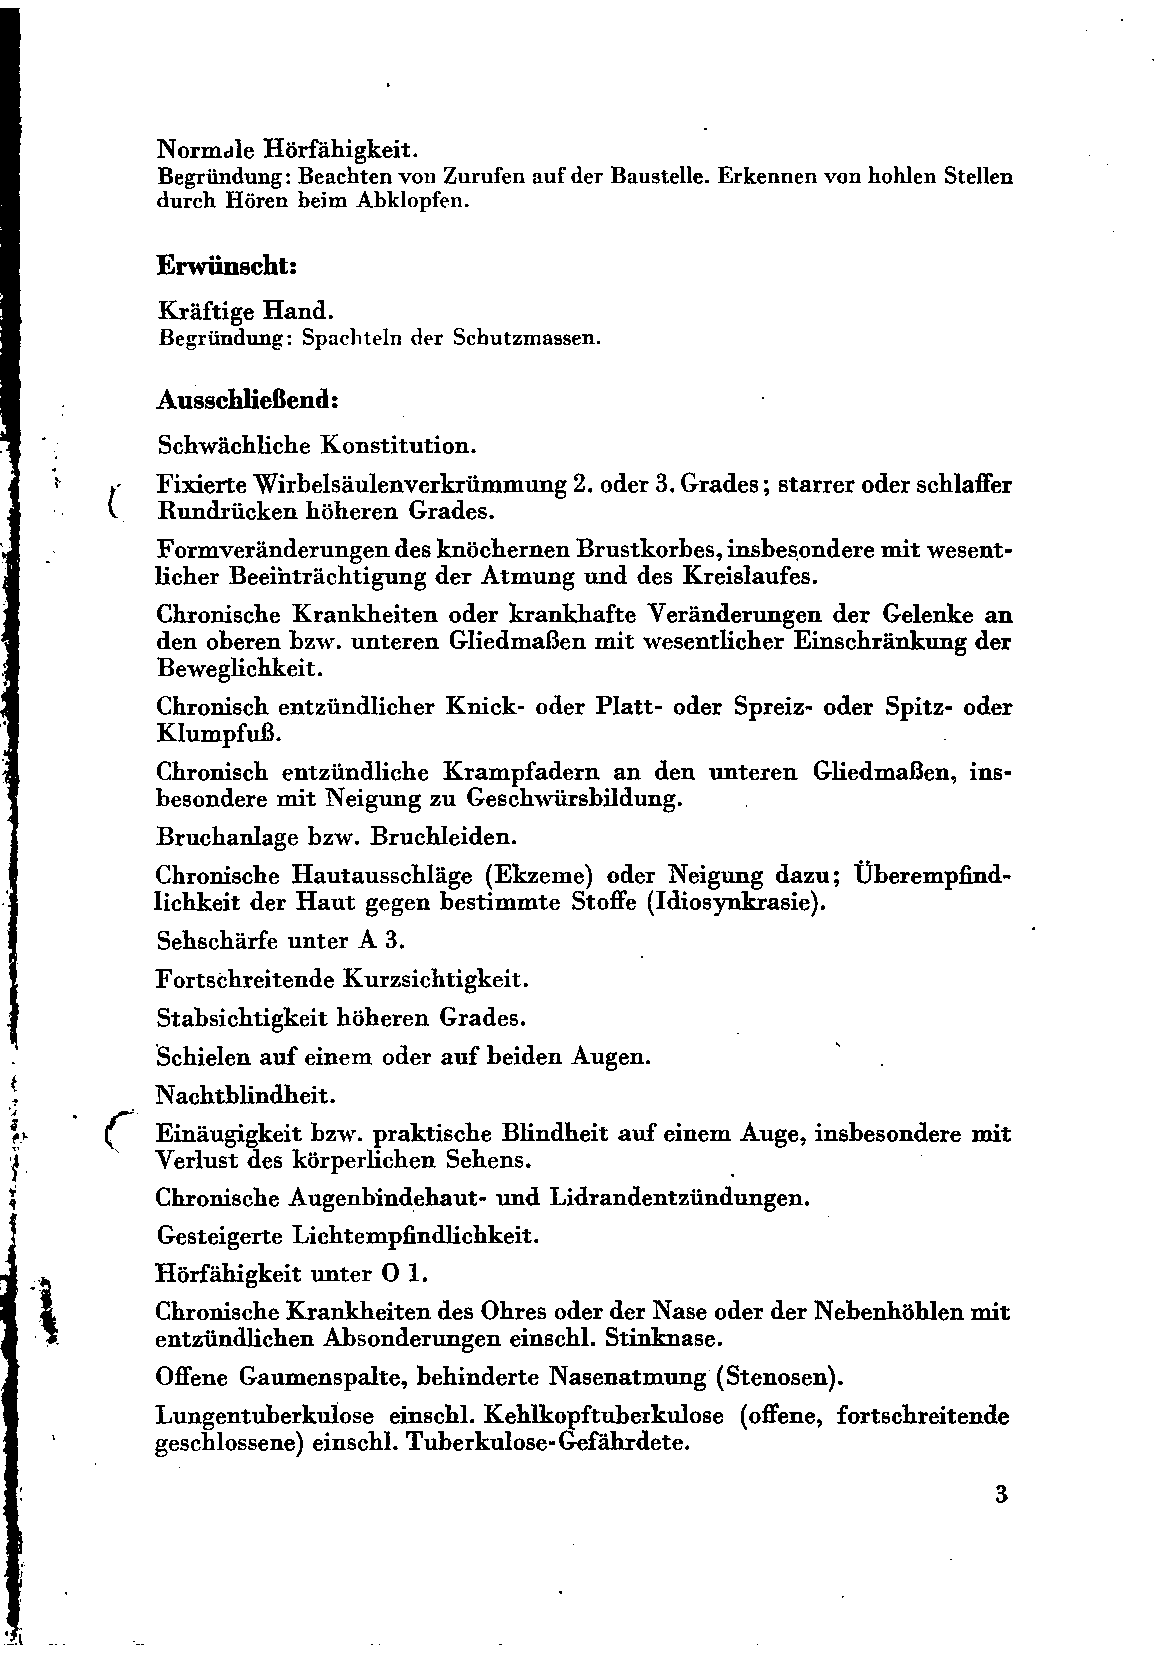 Normale Hörfähigkeit.
Begründung: Beachten von Zurufen auf der Baustelle. Erkennen von hohlen Stellen
durch Hören beim Abklopfen.
Erwünscht:
Kräftige Hand.
Begründung: Spachteln der Schutzmassen.
Ausschließend:
Schwächliche Konstitution.
Fixierte Wirbelsäulenverkrümmung 2. oder 3. Grades; starrer oder schlaffer
Rundrücken höheren Grades.
Formveränderungen des knöchernen Brustkorbes, insbesondere mit wesent-
licher Beeinträchtigung der Atmung und des Kreislaufes.
Chronische Krankheiten oder krankhafte Veränderungen der Gelenke an
den oberen bzw. unteren Gliedmaßen mit wesentlicher Einschränkung der
Beweglichkeit.
Chronisch entzündlicher Knick- oder Platt- oder Spreiz- oder Spitz- oder
Klumpfuß.
Chronisch entzündliche Krampfadern an den unteren Gliedmaßen, ins-
besondere mit Neigung zu Geschwürsbildung.
Bruchanlage bzw. Bruchleiden.
Chronische Hautausschläge (Ekzeme) oder Neigung dazu; Überempfind-
lichkeit der Haut gegen bestimmte Stoffe (Idiosynkrasie).
Sehschärfe unter A 3.
Fortschreitende Kurzsichtigkeit.
Stabsichtigkeit höheren Grades.
Schielen auf einem oder auf beiden Augen.
Nachtblindheit.
Einäugigkeit bzw. praktische Blindheit auf einem Auge, insbesondere mit
Verlust des körperlichen Sehens.
Chronische Augenbindehaut- und Lidrandentzündungen.
Gesteigerte Lichtempfindlichkeit.
Hörfähigkeit unter O 1.
Chronische Krankheiten des Ohres oder der Nase oder der Nebenhöhlen mit
entzündlichen Absonderungen einschl. Stinknase.
Offene Gaumenspalte, behinderte Nasenatmung (Stenosen).
Lungentuberkulose einschl. Kehlkopftuberkulose (offene, fortschreitende
geschlossene) einschl. Tuberkulose-Gefährdete.
3